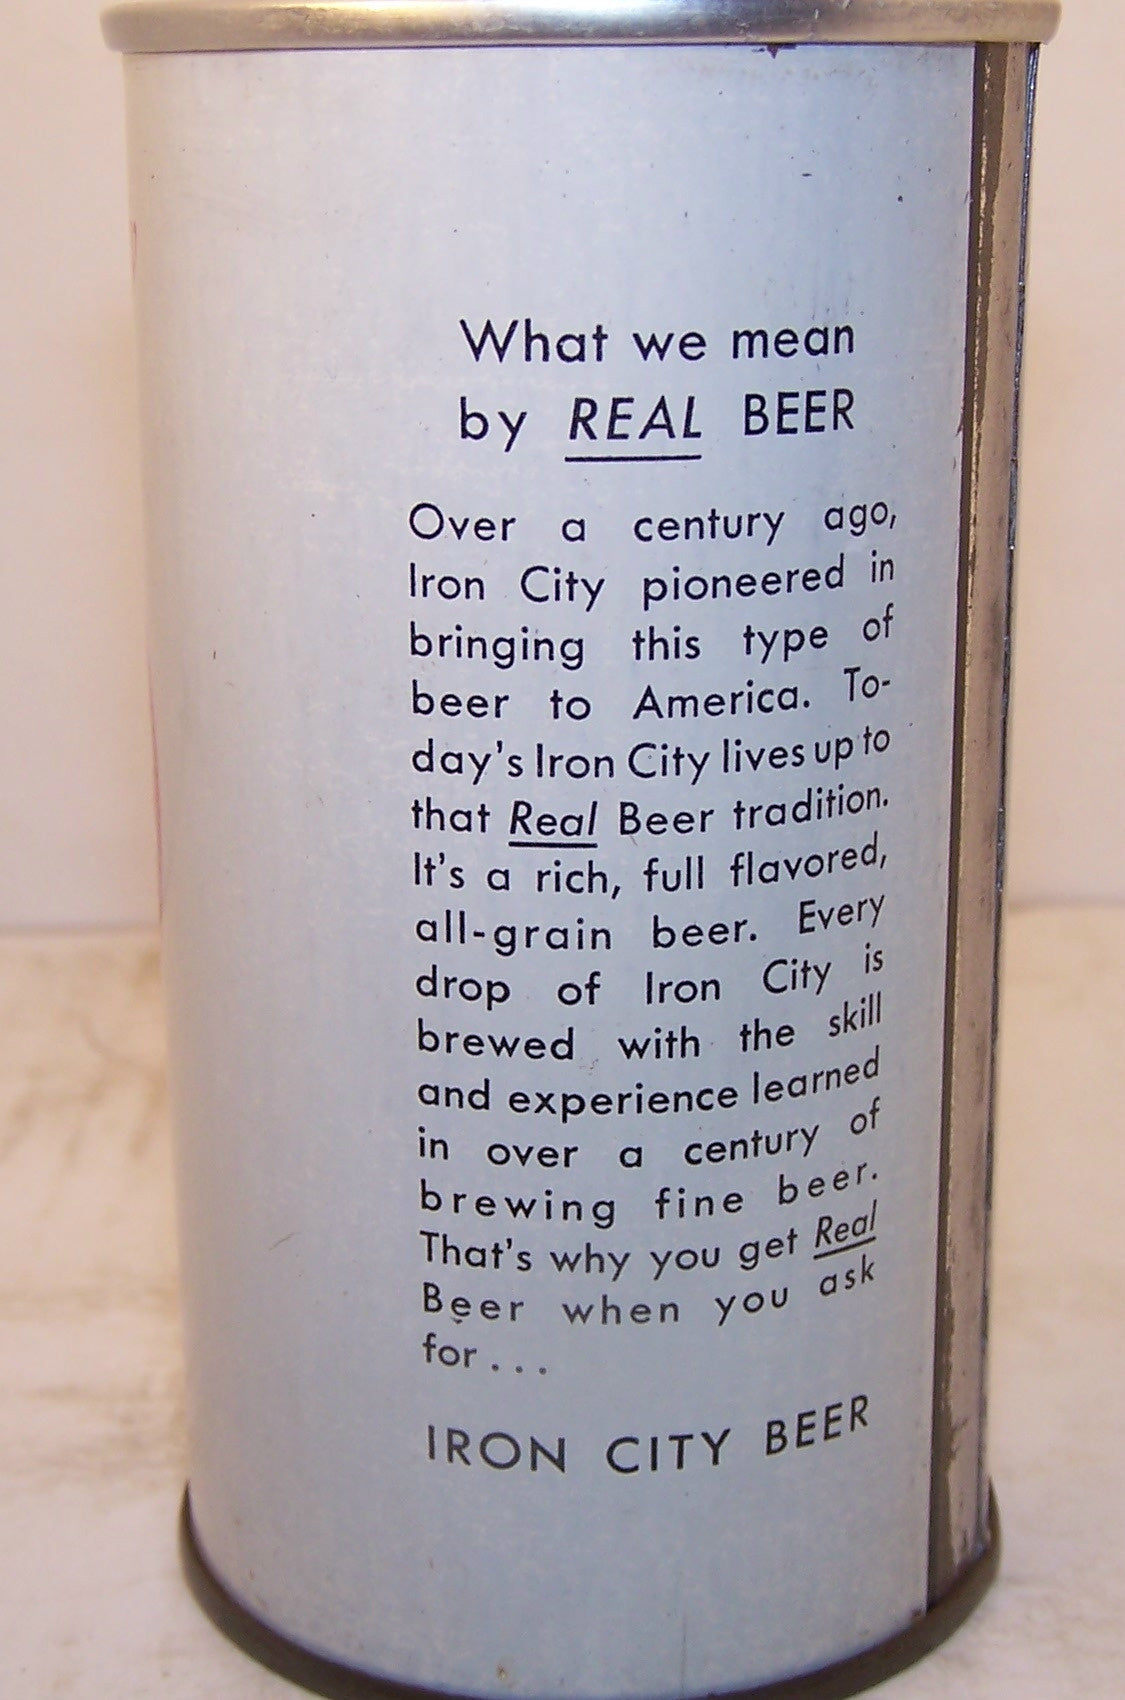 What we mean
by REAL BEER
Over a century ago,
Iron City pioneered in
bringing this type of
beer to America. To-
day's Iron City lives up to
that Real Beer tradition.
It's a rich, full flavored,
all-grain beer. Every
drop of Iron City is
brewed with the skill
and experience learned
in over a century of
brewing fine beer.
That's why you get Real
Beer when you ask
for . . .
IRON CITY BEER